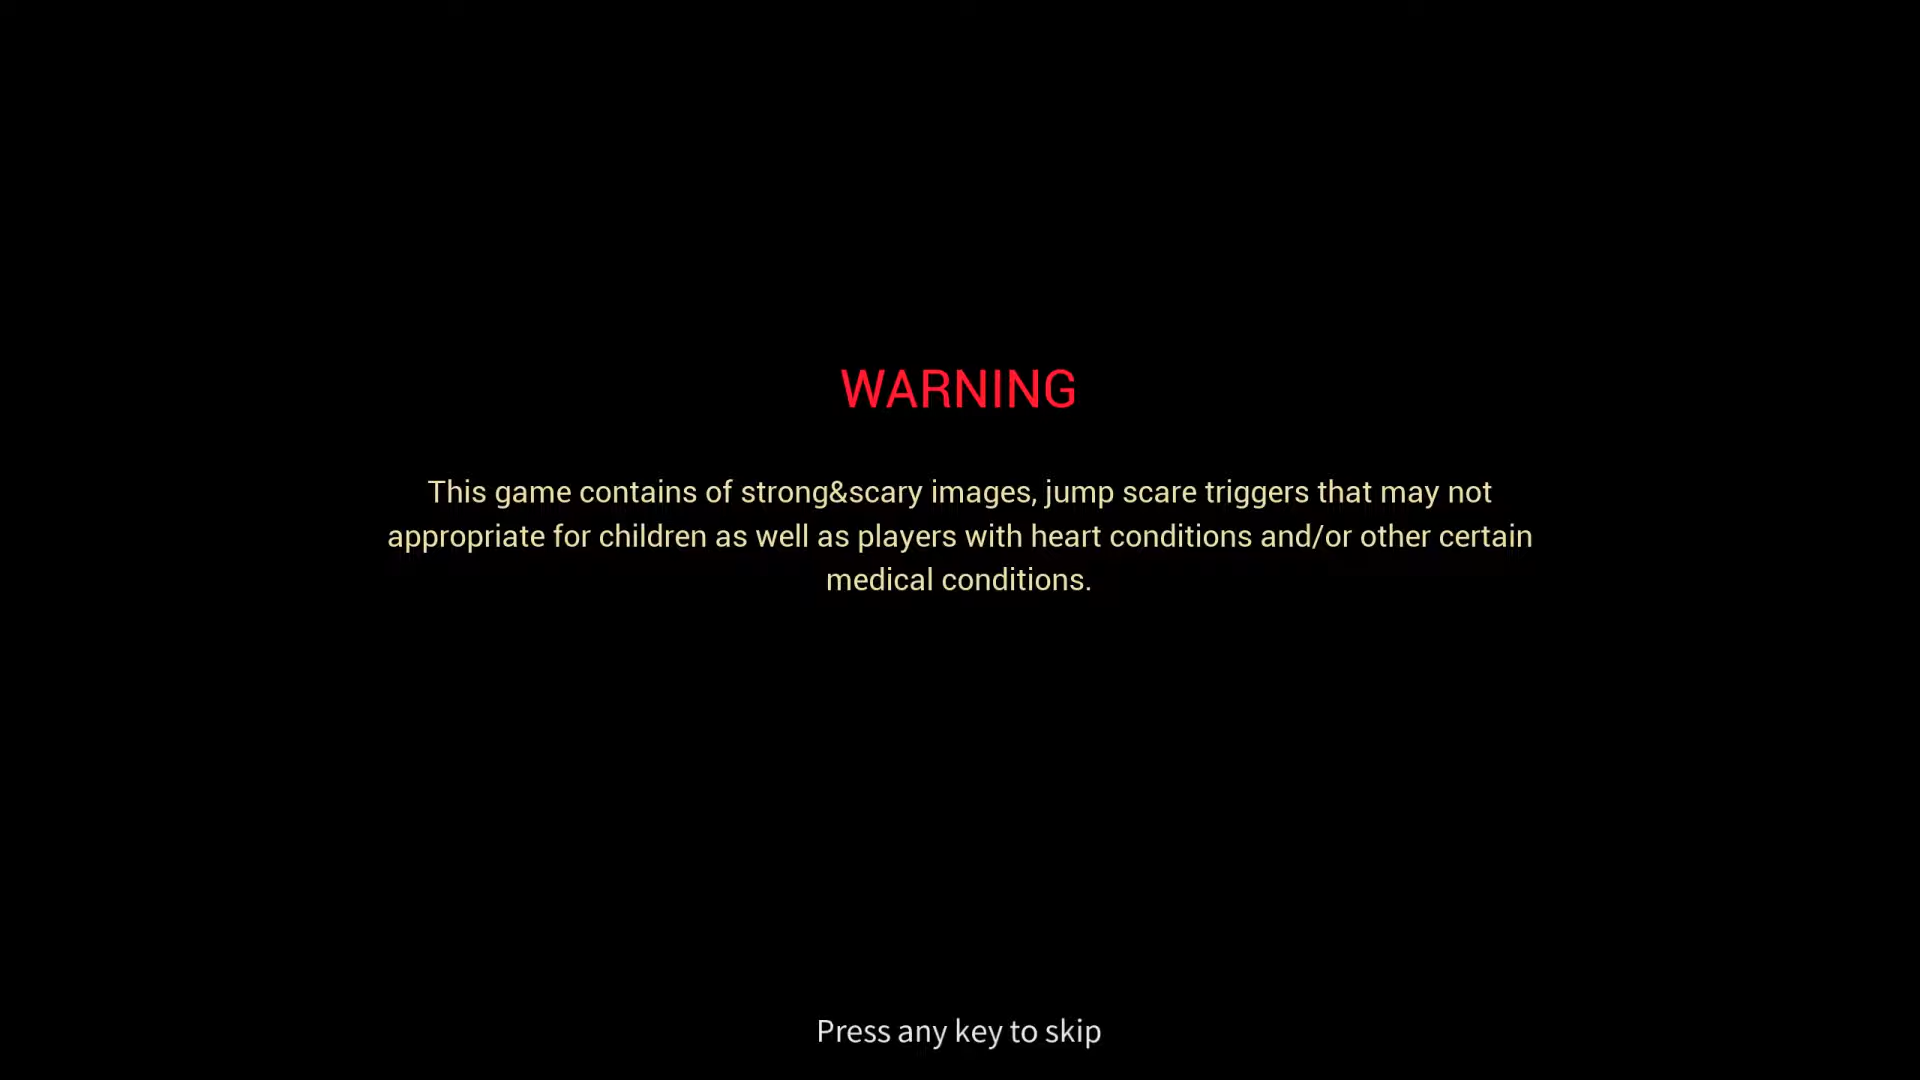 WARNING
This game contains of strong&scary images, jump scare triggers that may not
appropriate for children as well as players with heart conditions and/or other certain
medical conditions.
Press any key to skip